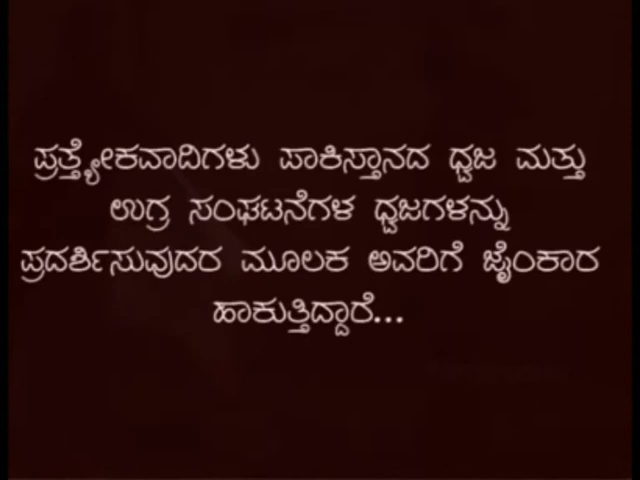 ಪ್ರತ್ಯೇಕವಾದಿಗಳು ಪಾಕಿಸ್ತಾನದ ಧ್ವಜ ಮತ್ತು
ಉಗ್ರ ಸಂಘಟನೆಗಳ ಧ್ವಜಗಳನ್ನು
ಪ್ರದರ್ಶಿಸುವುದರ ಮೂಲಕ ಅವರಿಗೆ ಜೈಂಕಾರ
ಹಾಕುತ್ತಿದ್ದಾರೆ...